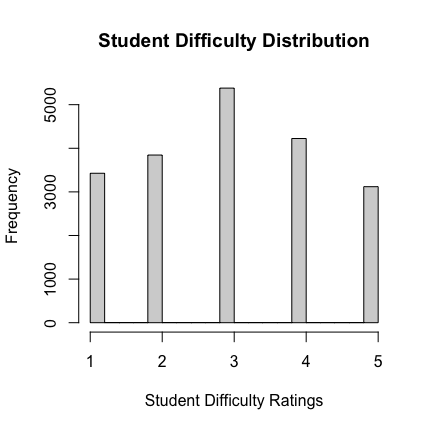 Student Difficulty Distribution
Frequency
5000
3000
1000
0
1 2 3 4 5
Student Difficulty Ratings